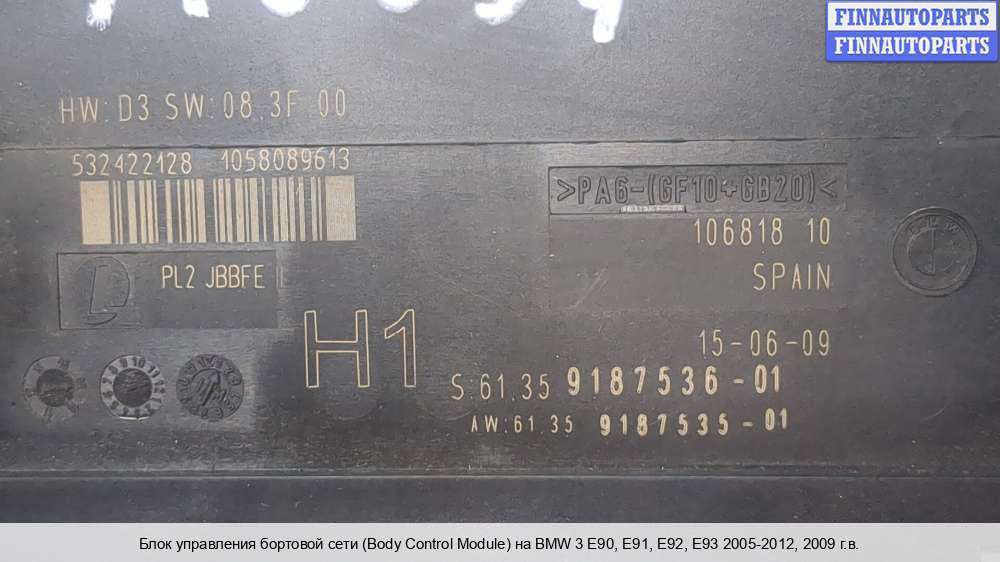 FINNAUTOPARTS
FINNAUTOPARTS
HW: D3 SW: 08.3F 00
532422128 1058089613
>PA6-(GF10+GB20)<
106818 10
PL2 JBBFE
SPAIN
H1
15-06-09
S:61.35 9187536-01
AW:61 35 9187535-01
Блок управления бортовой сети (Body Control Module) на BMW 3 E90, E91, E92, E93 2005-2012, 2009 г.в.